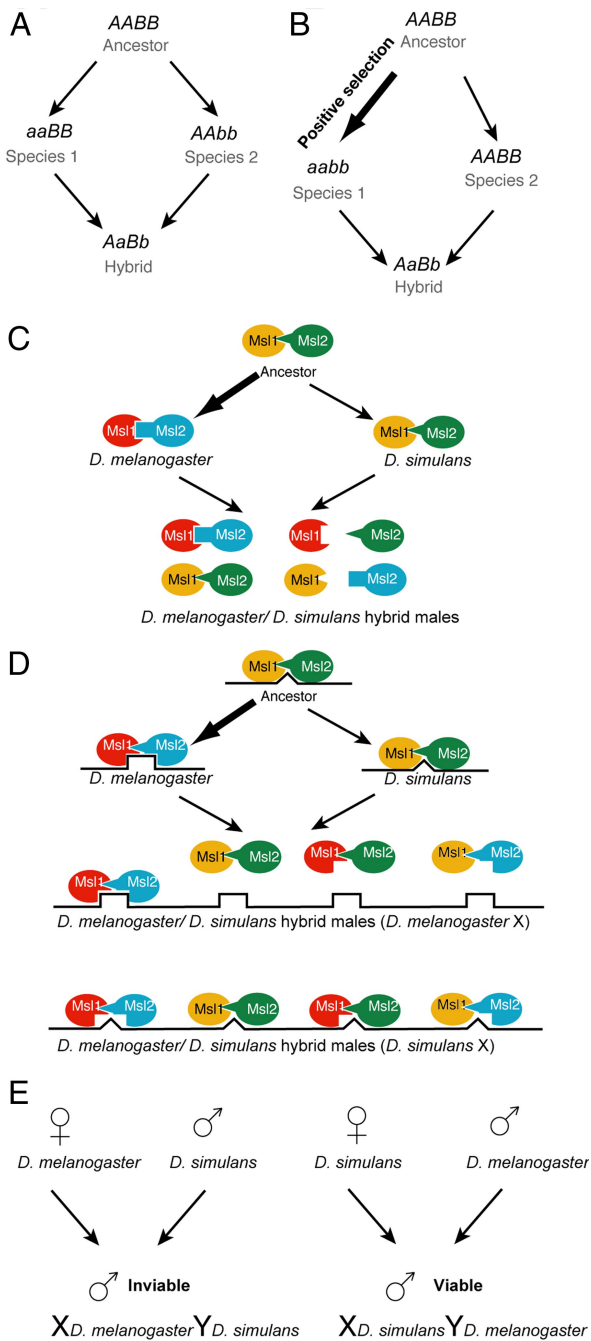 A
AABB
Ancestor
aaBB
Species 1
AAbb
Species 2
AaBb
Hybrid
B
AABB
Ancestor
Positive selection
aabb
Species 1
AABB
Species 2
AaBb
Hybrid
C
Msl1 Msl2
Ancestor
Msl1 Msl2
D. melanogaster
Msl1 Msl2
D. simulans
Msl1 Msl2 Msl1 Msl2
Msl1 Msl2 Msl1 Msl2
D. melanogaster/ D. simulans hybrid males
D
Msl1 Msl2
Ancestor
Msl1 Msl2
D. melanogaster
Msl1 Msl2
D. simulans
Msl1 Msl2 Msl1 Msl2 Msl1 Msl2 Msl1 Msl2
D. melanogaster/ D. simulans hybrid males (D. melanogaster X)
Msl1 Msl2 Msl1 Msl2 Msl1 Msl2 Msl1 Msl2
D. melanogaster/ D. simulans hybrid males (D. simulans X)
E
♀ ♂ ♀ ♂
D. melanogaster D. simulans D. simulans D. melanogaster
♂ Inviable ♂ Viable
XD. melanogaster YD. simulans XD. simulans YD. melanogaster